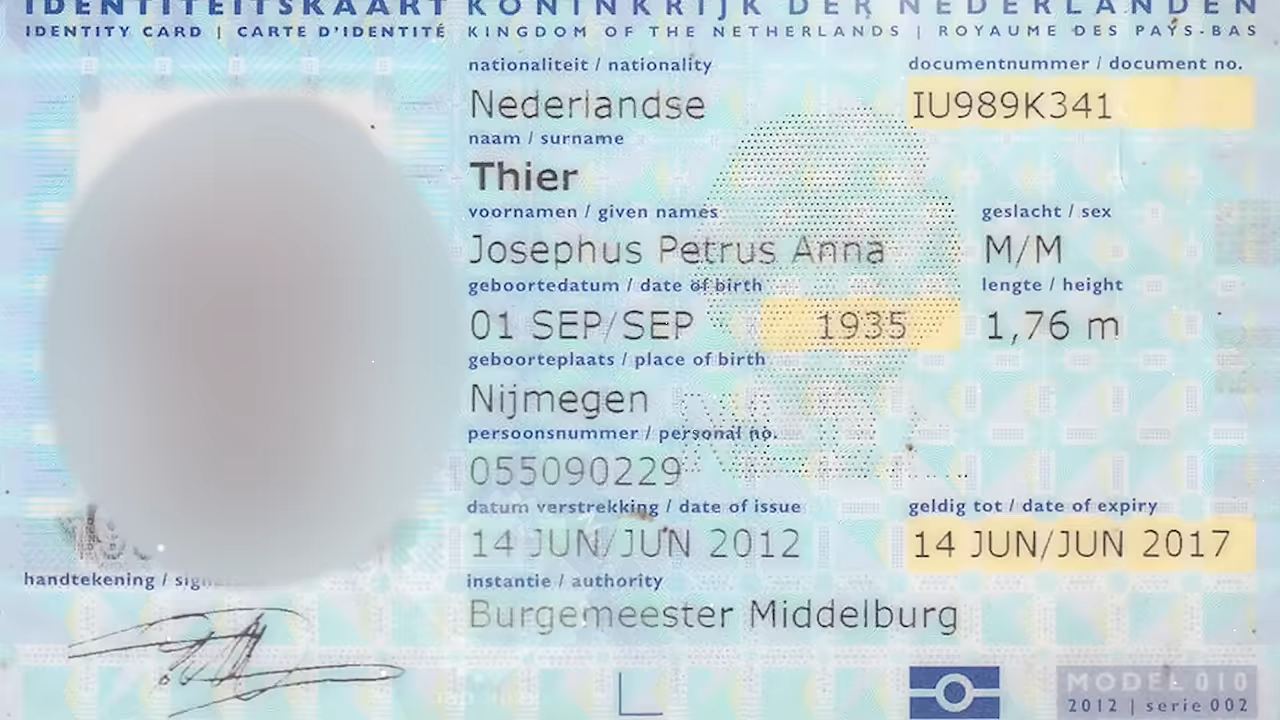 IDENTITEITSKAART KONINKRIJK DER NEDERLANDEN
IDENTITY CARD | CARTE D'IDENTITÉ KINGDOM OF THE NETHERLANDS | ROYAUME DES PAYS-BAS
nationaliteit / nationality documentnummer / document no.
Nederlandse IU989K341
naam / surname
Thier
voornamen / given names geslacht / sex
Josephus Petrus Anna M/M
geboortedatum / date of birth lengte / height
01 SEP/SEP 1935 1,76 m
geboorteplaats / place of birth
Nijmegen
persoonsnummer / personal no.
055090229
datum verstrekking / date of issue geldig tot / date of expiry
14 JUN/JUN 2012 14 JUN/JUN 2017
handtekening / instantie / authority
Burgemeester Middelburg
MODEL 010
2012 | serie 002